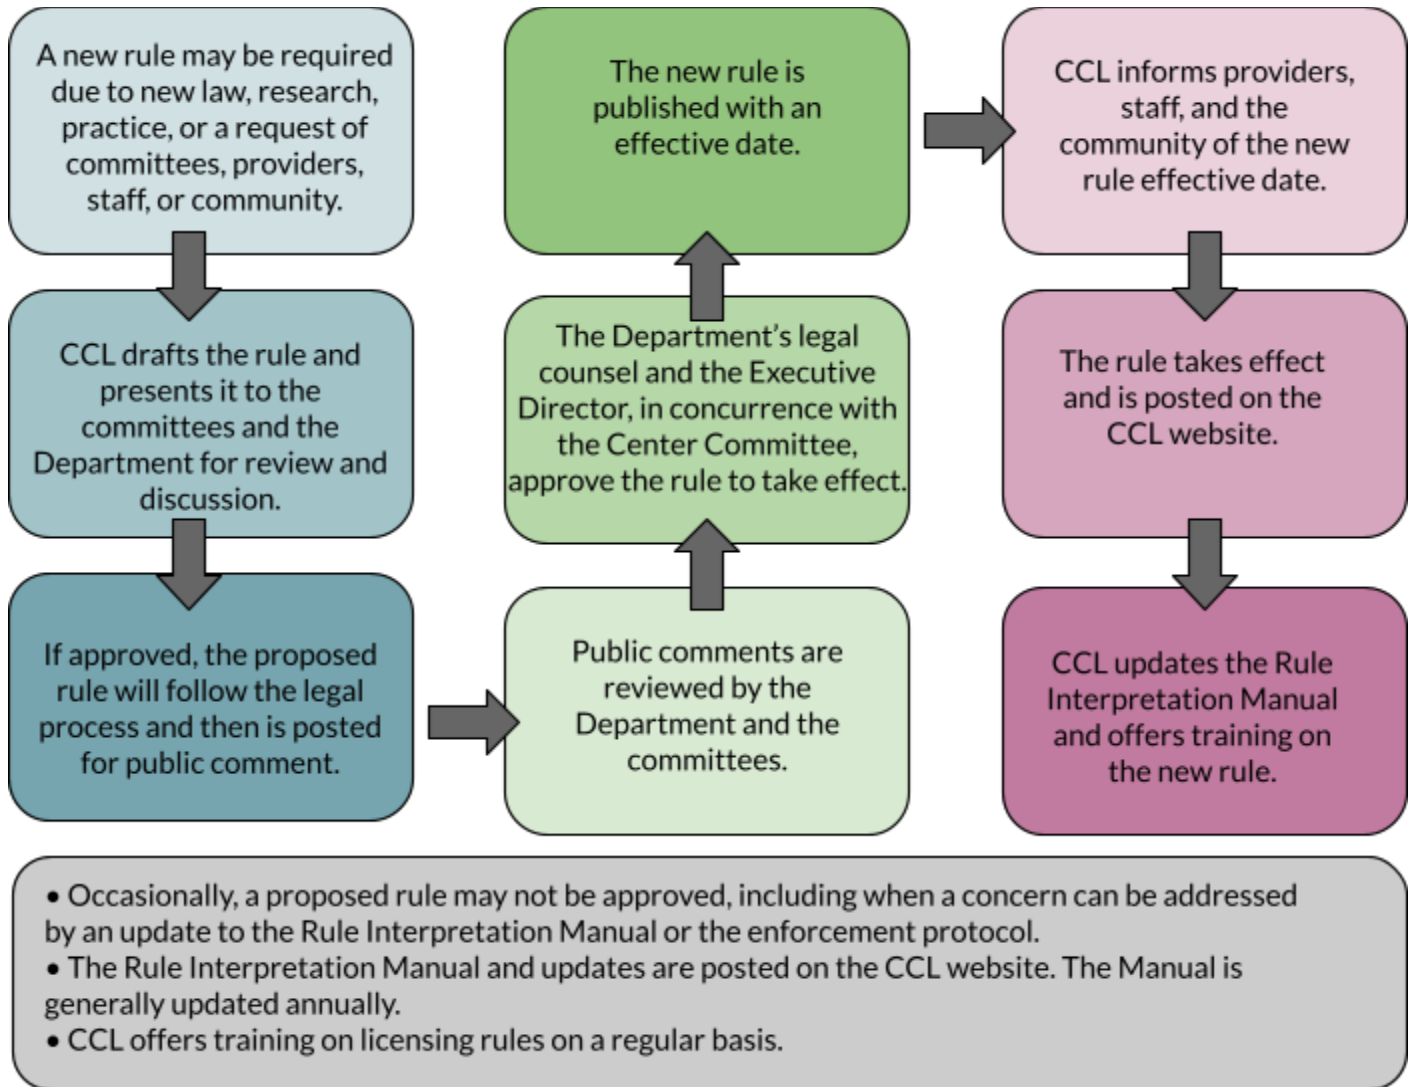 A new rule may be required
due to new law, research,
practice, or a request of
committees, providers,
staff, or community.
CCL drafts the rule and
presents it to the
committees and the
Department for review and
discussion.
If approved, the proposed
rule will follow the legal
process and then is posted
for public comment.
Public comments are
reviewed by the
Department and the
committees.
The Department’s legal
counsel and the Executive
Director, in concurrence with
the Center Committee,
approve the rule to take effect.
The new rule is
published with an
effective date.
CCL informs providers,
staff, and the
community of the new
rule effective date.
The rule takes effect
and is posted on the
CCL website.
CCL updates the Rule
Interpretation Manual
and offers training on
the new rule.
• Occasionally, a proposed rule may not be approved, including when a concern can be addressed
by an update to the Rule Interpretation Manual or the enforcement protocol.
• The Rule Interpretation Manual and updates are posted on the CCL website. The Manual is
generally updated annually.
• CCL offers training on licensing rules on a regular basis.